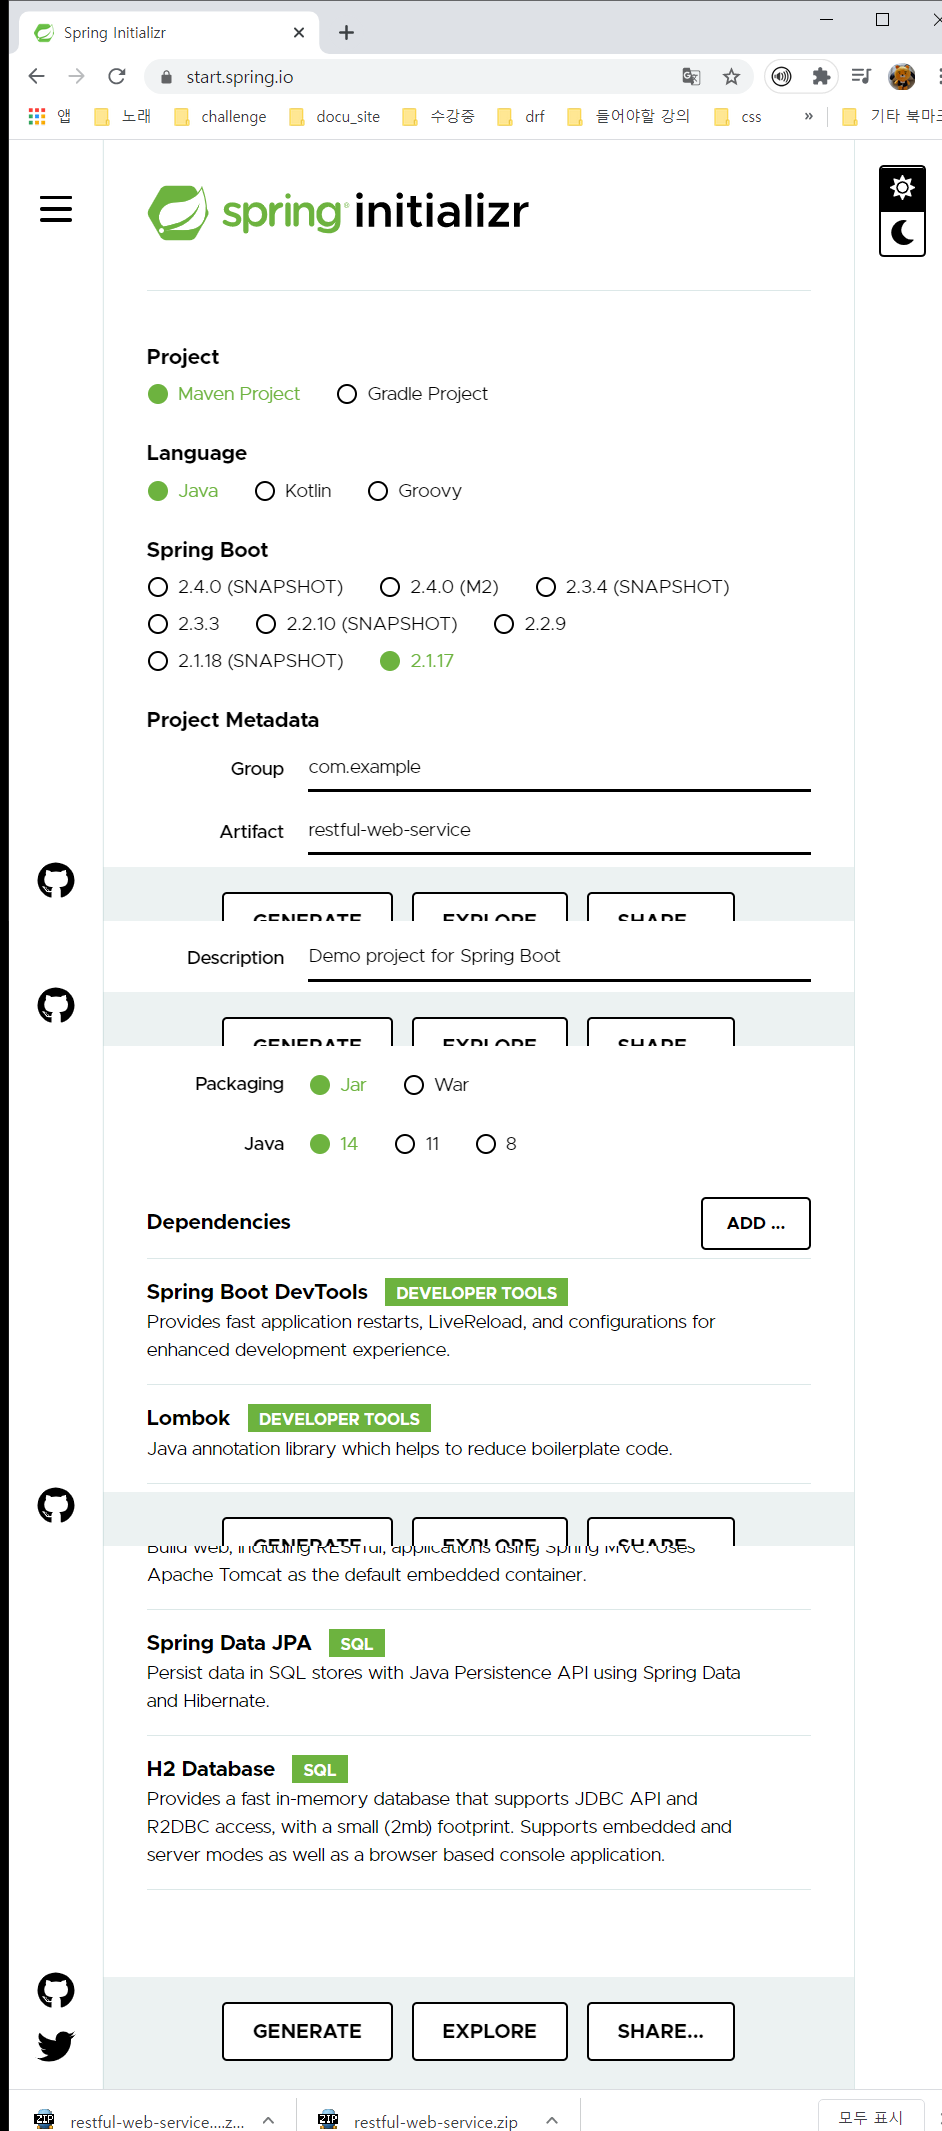 Spring Initializr
start.spring.io
앱 노래 challenge docu_site 수강중 drf 들어야할 강의 css » 기타 북마크
spring initializr
Project
Maven Project Gradle Project
Language
Java Kotlin Groovy
Spring Boot
2.4.0 (SNAPSHOT) 2.4.0 (M2) 2.3.4 (SNAPSHOT)
2.3.3 2.2.10 (SNAPSHOT) 2.2.9
2.1.18 (SNAPSHOT) 2.1.17
Project Metadata
Group com.example
Artifact restful-web-service
GENERATE EXPLORE SHARE
Description Demo project for Spring Boot
GENERATE EXPLORE SHARE
Packaging Jar War
Java 14 11 8
Dependencies ADD ...
Spring Boot DevTools DEVELOPER TOOLS
Provides fast application restarts, LiveReload, and configurations for
enhanced development experience.
Lombok DEVELOPER TOOLS
Java annotation library which helps to reduce boilerplate code.
GENERATE EXPLORE SHARE
Build web, including RESTful, applications using Spring MVC. Uses
Apache Tomcat as the default embedded container.
Spring Data JPA SQL
Persist data in SQL stores with Java Persistence API using Spring Data
and Hibernate.
H2 Database SQL
Provides a fast in-memory database that supports JDBC API and
R2DBC access, with a small (2mb) footprint. Supports embedded and
server modes as well as a browser based console application.
GENERATE EXPLORE SHARE...
ZIP restful-web-service....z... ZIP restful-web-service.zip 모두 표시